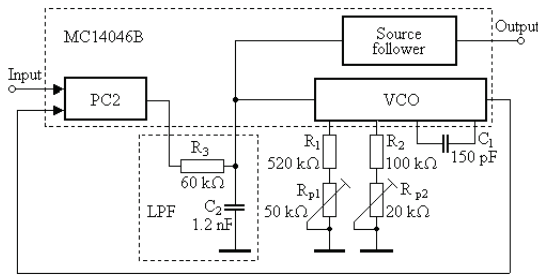 MC14046B
Source
follower
Output
Input
PC2
VCO
R3
60 kΩ
R1
520 kΩ
R2
100 kΩ
C1
150 pF
LPF
C2
1.2 nF
Rp1
50 kΩ
Rp2
20 kΩ